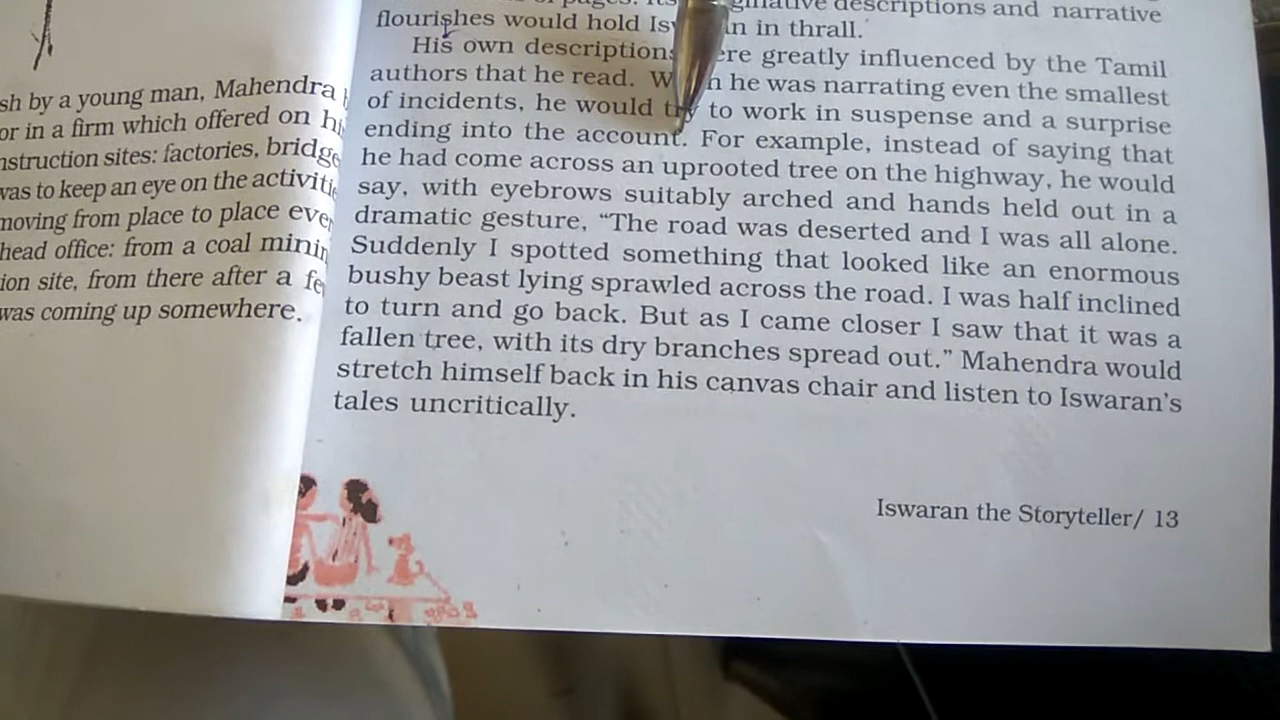 sh by a young man, Mahendra
or in a firm which offered on
nstruction sites: factories,
was to keep an eye on the
moving from place to place
head office: from a coal
ion site, from there after a
was coming up somewhere.
descriptions and narrative
flourishes would hold in thrall.
His own descriptions greatly influenced by the Tamil
authors that he read. he was narrating even the smallest
of incidents, he would try to work in suspense and a surprise
ending into the account. For example, instead of saying that
he had come across an uprooted tree on the highway, he would
say, with eyebrows suitably arched and hands held out in a
dramatic gesture, “The road was deserted and I was all alone.
Suddenly I spotted something that looked like an enormous
bushy beast lying sprawled across the road. I was half inclined
to turn and go back. But as I came closer I saw that it was a
fallen tree, with its dry branches spread out.” Mahendra would
stretch himself back in his canvas chair and listen to Iswaran’s
tales uncritically.
Iswaran the Storyteller/ 13